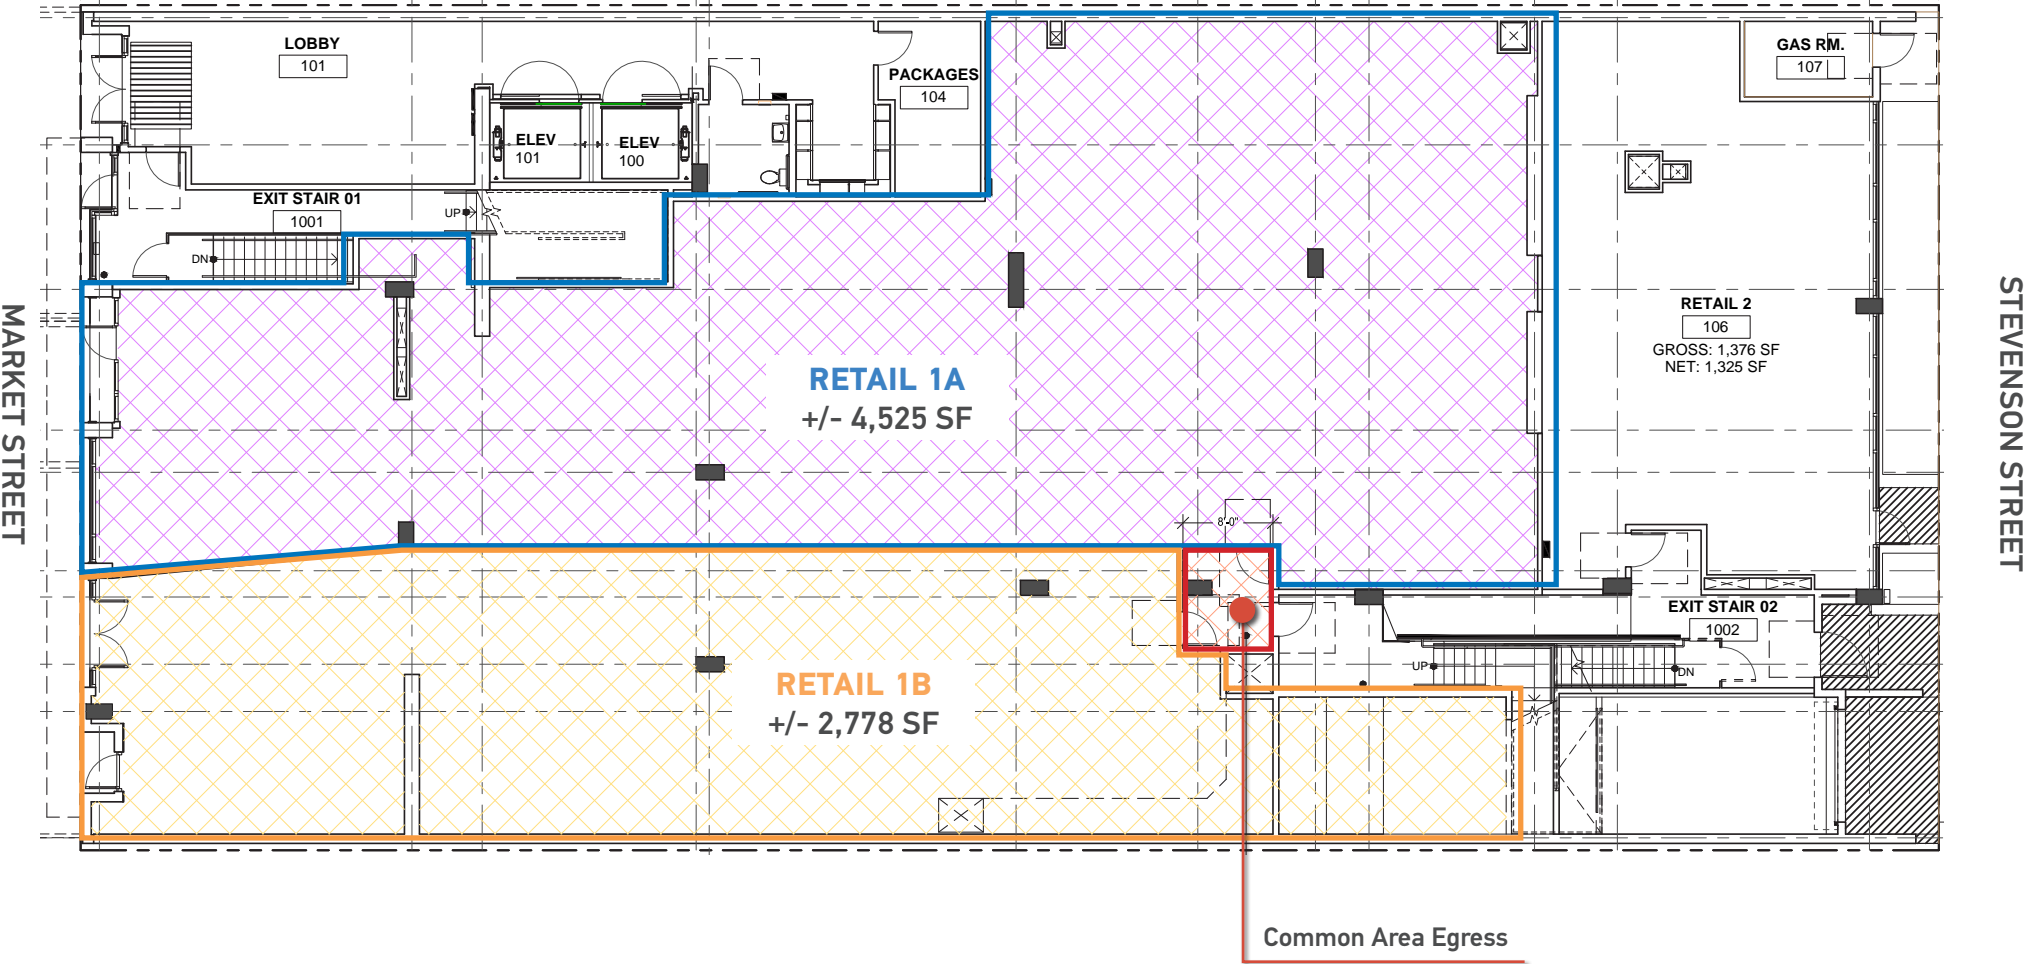 LOBBY
101
GAS RM.
107
PACKAGES
104
ELEV
101
ELEV
100
EXIT STAIR 01
1001
UP
DN
MARKET STREET
STEVENSON STREET
RETAIL 2
106
GROSS: 1,376 SF
NET: 1,325 SF
RETAIL 1A
+/- 4,525 SF
8'-0"
EXIT STAIR 02
1002
UP
DN
RETAIL 1B
+/- 2,778 SF
Common Area Egress